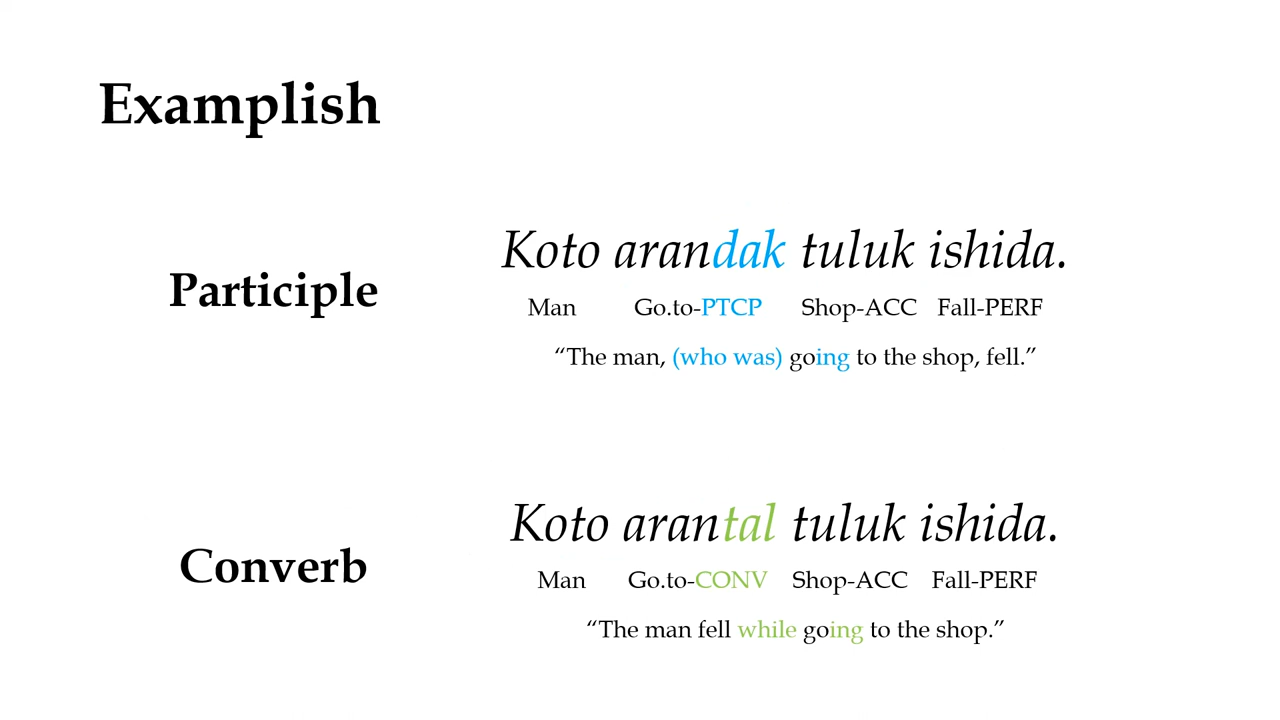 Examplish
Participle
Koto arandak tuluk ishida.
Man Go.to-PTCP Shop-ACC Fall-PERF
“The man, (who was) going to the shop, fell.”
Converb
Koto arantal tuluk ishida.
Man Go.to-CONV Shop-ACC Fall-PERF
“The man fell while going to the shop.”